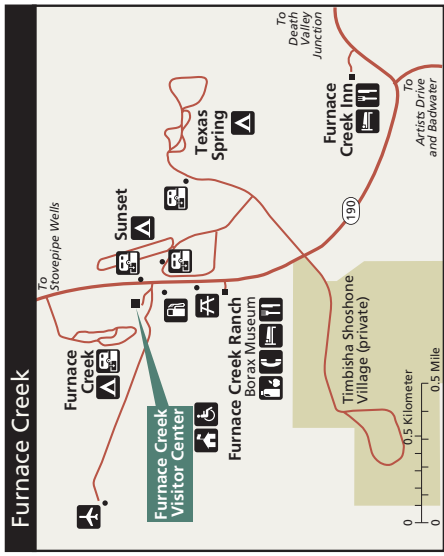 Furnace Creek
To
Stovepipe Wells
To
Death
Valley
Junction
Texas
Spring
Sunset
Furnace
Creek Inn
To
Artists Drive
and Badwater
190
Furnace
Creek
Furnace Creek
Visitor Center
Furnace Creek Ranch
Borax Museum
Timbisha Shoshone
Village (private)
0 0.5 Kilometer
0 0.5 Mile